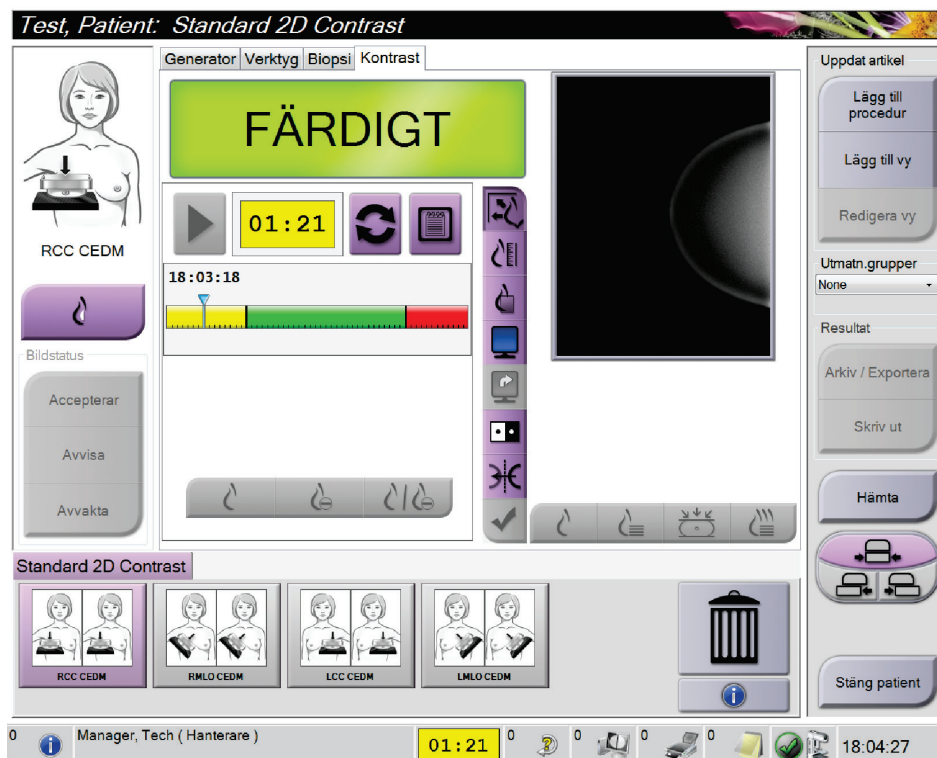 Test, Patient: Standard 2D Contrast
Generator Verktyg Biopsi Kontrast
Uppdat artikel
FÄRDIGT
Lägg till
procedur
Lägg till vy
Redigera vy
RCC CEDM
01:21
18:03:18
Utmatn.grupper
None
Resultat
Arkiv / Exportera
Skriv ut
Bildstatus
Accepterar
Avvisa
Avvakta
Hämta
Standard 2D Contrast
RCC CEDM
RMLO CEDM
LCC CEDM
LMLO CEDM
Stäng patient
0 Manager, Tech ( Hanterare ) 01:21 0 0 0 0 18:04:27